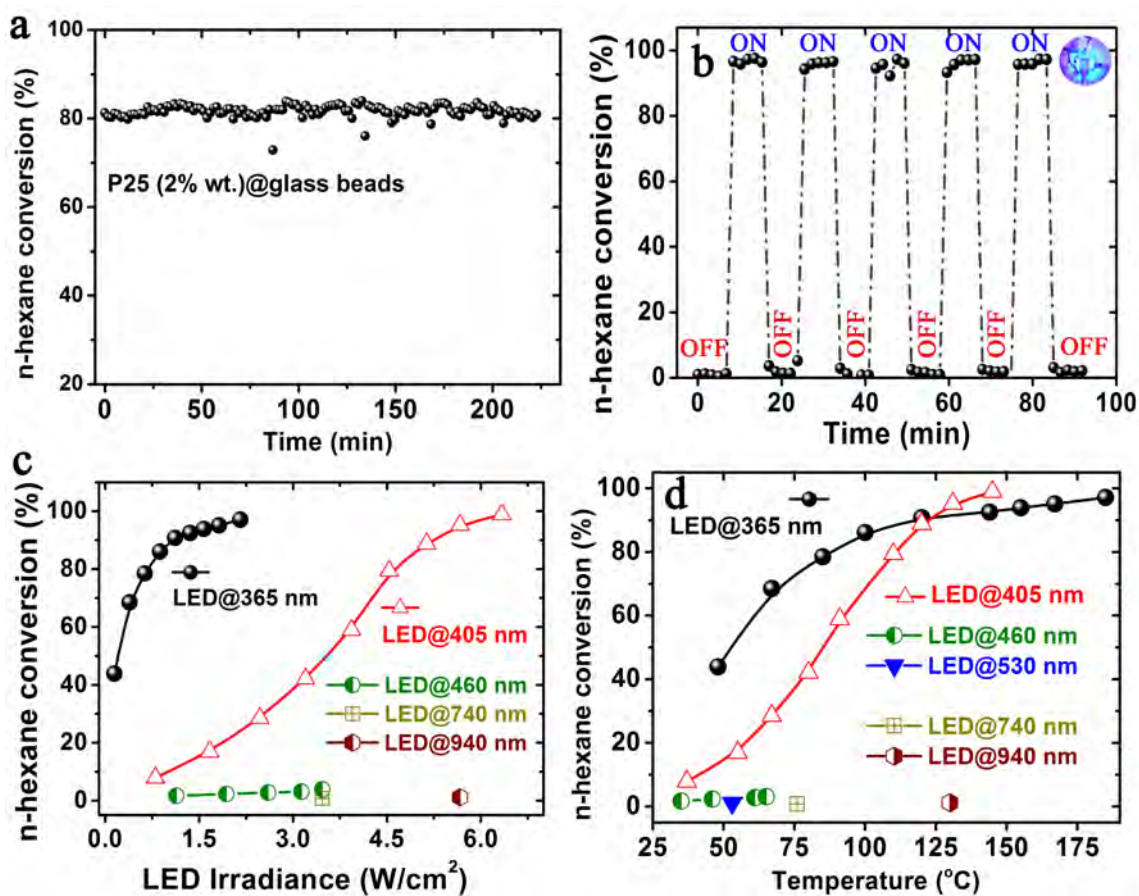 a
100
80
60
40
20
n-hexane conversion (%)
P25 (2% wt.)@glass beads
0 50 100 150 200
Time (min)
b
100
80
60
40
20
0
n-hexane conversion (%)
ON ON ON ON ON
OFF OFF OFF OFF OFF OFF
0 20 40 60 80 100
Time (min)
c
100
80
60
40
20
0
n-hexane conversion (%)
LED@365 nm
LED@405 nm
LED@460 nm
LED@740 nm
LED@940 nm
0.0 1.5 3.0 4.5 6.0
LED Irradiance (W/cm²)
d
100
80
60
40
20
0
n-hexane conversion (%)
LED@365 nm
LED@405 nm
LED@460 nm
LED@530 nm
LED@740 nm
LED@940 nm
25 50 75 100 125 150 175
Temperature (°C)